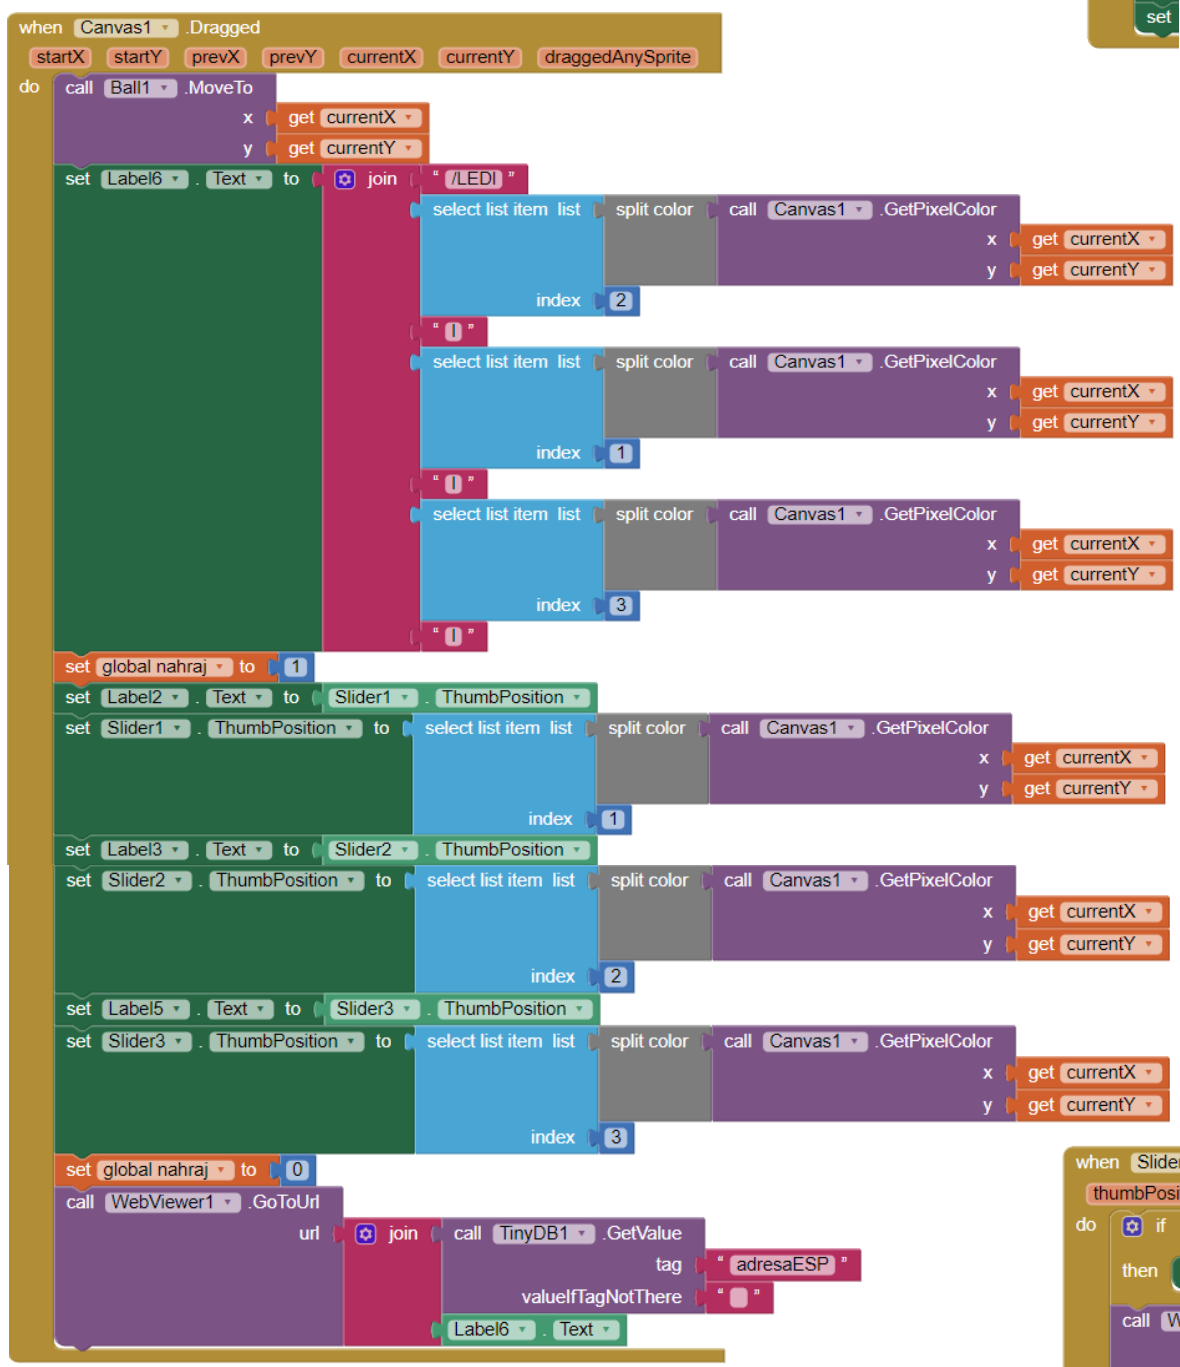 set
when Canvas1 .Dragged
startX startY prevX prevY currentX currentY draggedAnySprite
do call Ball1 .MoveTo
x get currentX
y get currentY
set Label6 . Text to join " /LEDI "
select list item list split color call Canvas1 .GetPixelColor
x get currentX
y get currentY
index 2
" I "
select list item list split color call Canvas1 .GetPixelColor
x get currentX
y get currentY
index 1
" I "
select list item list split color call Canvas1 .GetPixelColor
x get currentX
y get currentY
index 3
" I "
set global nahraj to 1
set Label2 . Text to Slider1 . ThumbPosition
set Slider1 . ThumbPosition to select list item list split color call Canvas1 .GetPixelColor
x get currentX
y get currentY
index 1
set Label3 . Text to Slider2 . ThumbPosition
set Slider2 . ThumbPosition to select list item list split color call Canvas1 .GetPixelColor
x get currentX
y get currentY
index 2
set Label5 . Text to Slider3 . ThumbPosition
set Slider3 . ThumbPosition to select list item list split color call Canvas1 .GetPixelColor
x get currentX
y get currentY
index 3
set global nahraj to 0
call WebViewer1 .GoToUrl
url join call TinyDB1 .GetValue
tag " adresaESP "
valueIfTagNotThere " "
Label6 . Text
when Slider
thumbPosi
do if
then
call W